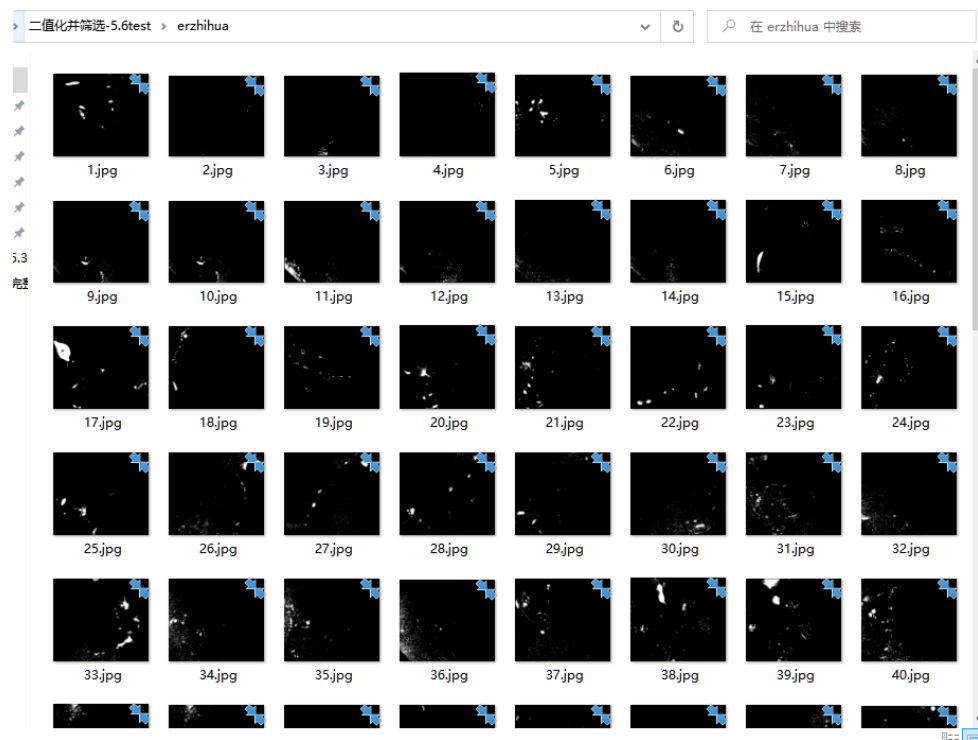 二值化并筛选-5.6test › erzhihua
在 erzhihua 中搜索
1.jpg 2.jpg 3.jpg 4.jpg 5.jpg 6.jpg 7.jpg 8.jpg
5.3
完整
9.jpg 10.jpg 11.jpg 12.jpg 13.jpg 14.jpg 15.jpg 16.jpg
17.jpg 18.jpg 19.jpg 20.jpg 21.jpg 22.jpg 23.jpg 24.jpg
25.jpg 26.jpg 27.jpg 28.jpg 29.jpg 30.jpg 31.jpg 32.jpg
33.jpg 34.jpg 35.jpg 36.jpg 37.jpg 38.jpg 39.jpg 40.jpg